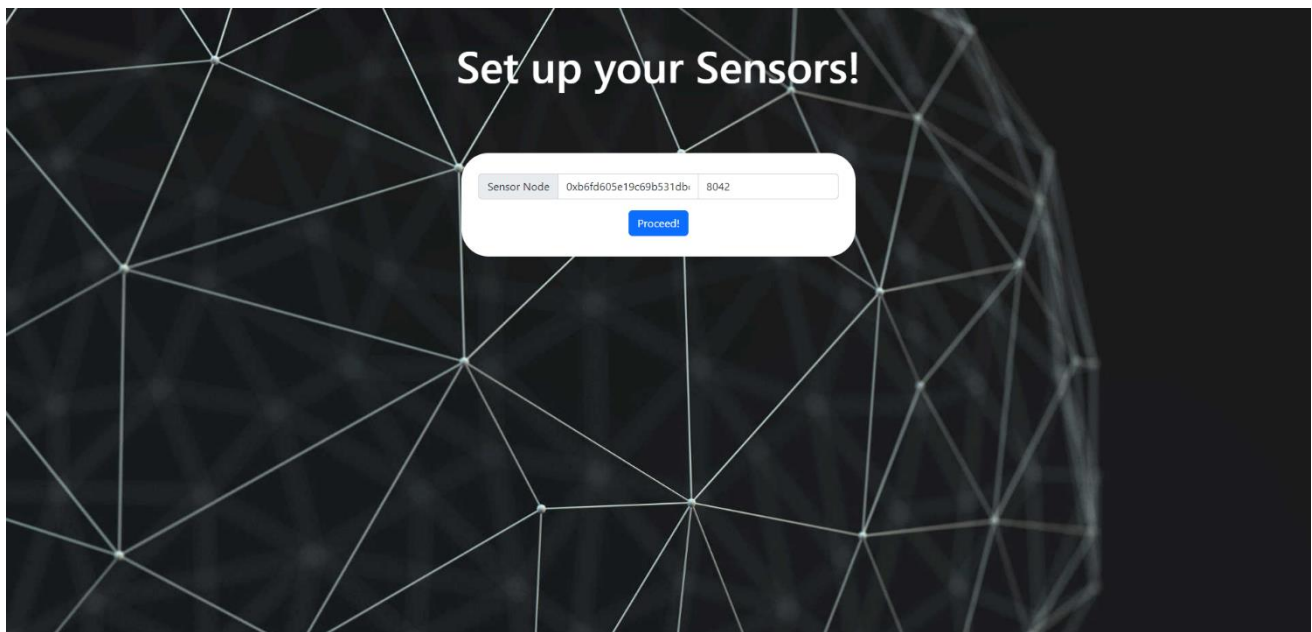 Set up your Sensors!
Sensor Node 0xb6fd605e19c69b531db 8042
Proceed!